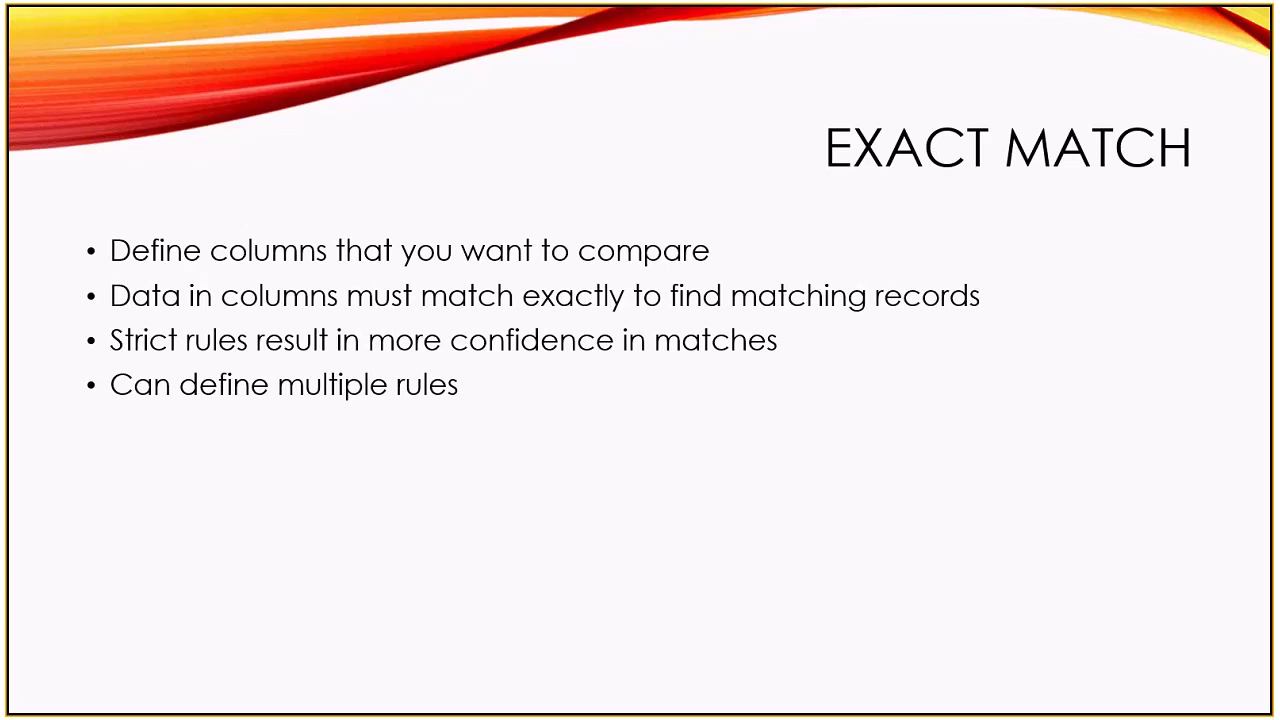 EXACT MATCH
• Define columns that you want to compare
• Data in columns must match exactly to find matching records
• Strict rules result in more confidence in matches
• Can define multiple rules